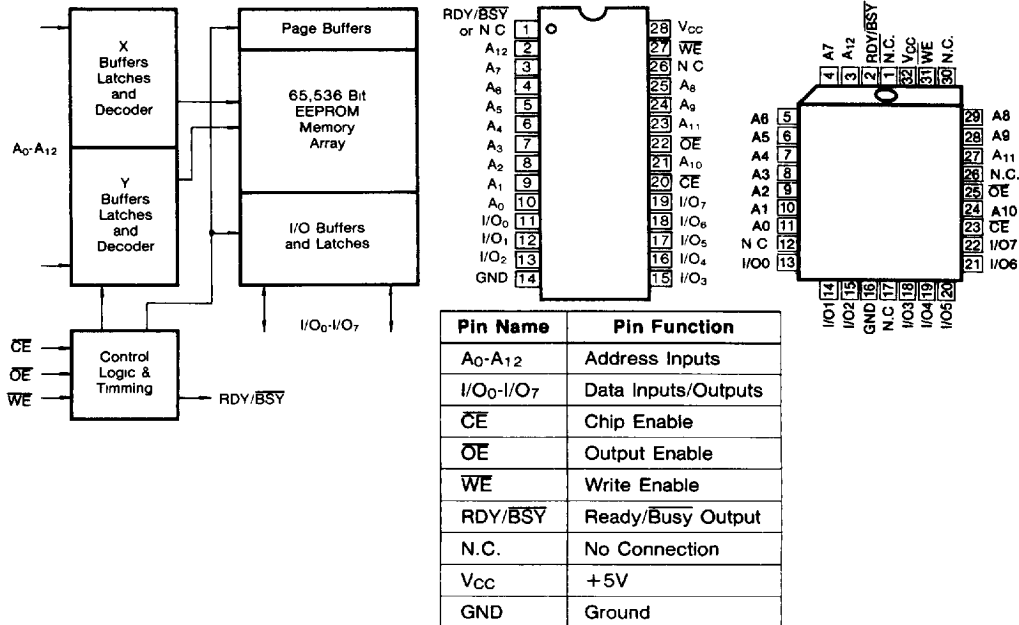 X
Buffers
Latches
and
Decoder
A0-A12
Y
Buffers
Latches
and
Decoder
Page Buffers
65,536 Bit
EEPROM
Memory
Array
I/O Buffers
and Latches
I/O0-I/O7
CE
OE
WE
Control
Logic &
Timming
RDY/BSY
RDY/BSY
or N C 1
A12 2
A7 3
A6 4
A5 5
A4 6
A3 7
A2 8
A1 9
A0 10
I/O0 11
I/O1 12
I/O2 13
GND 14
28 VCC
27 WE
26 N C
25 A8
24 A9
23 A11
22 OE
21 A10
20 CE
19 I/O7
18 I/O6
17 I/O5
16 I/O4
15 I/O3
4 A7
3 A12
2 RDY/BSY
1 N.C.
32 VCC
31 WE
30 N.C.
A6 5
A5 6
A4 7
A3 8
A2 9
A1 10
A0 11
N C 12
I/O0 13
29 A8
28 A9
27 A11
26 N.C.
25 OE
24 A10
23 CE
22 I/O7
21 I/O6
I/O1 14
I/O2 15
GND 16
N.C 17
I/O3 18
I/O4 19
I/O5 20
Pin Name Pin Function
A0-A12 Address Inputs
I/O0-I/O7 Data Inputs/Outputs
CE Chip Enable
OE Output Enable
WE Write Enable
RDY/BSY Ready/Busy Output
N.C. No Connection
VCC +5V
GND Ground